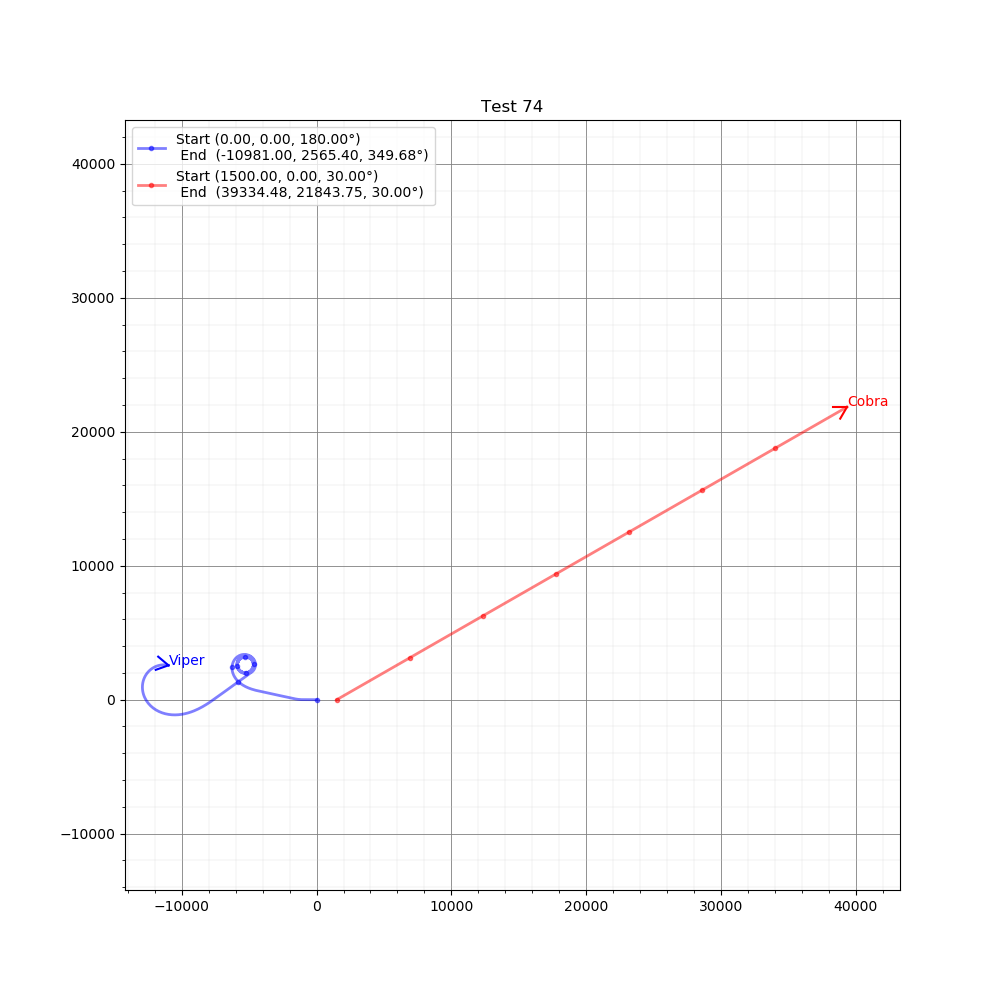 Test 74
Start (0.00, 0.00, 180.00°)
End (-10981.00, 2565.40, 349.68°)
Start (1500.00, 0.00, 30.00°)
End (39334.48, 21843.75, 30.00°)
40000
30000
20000
10000
0
−10000
Cobra
Viper
−10000
0
10000
20000
30000
40000